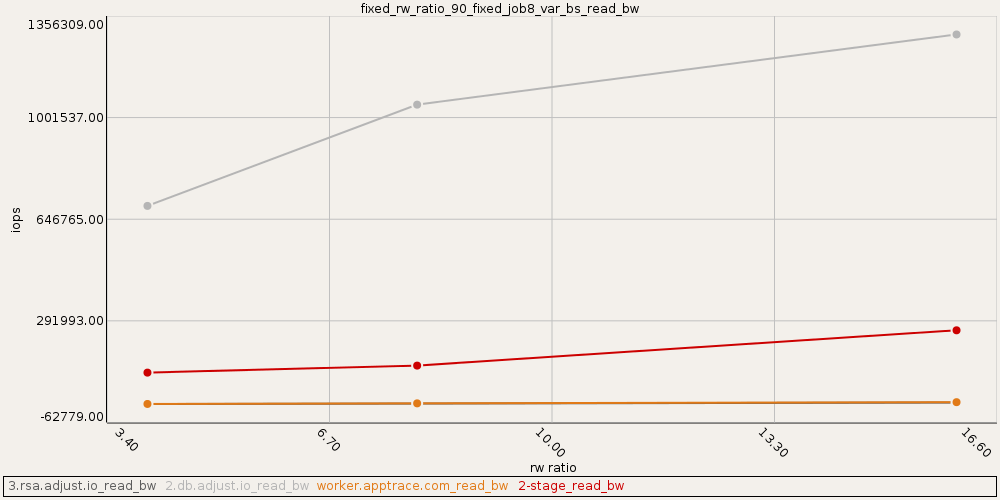 fixed_rw_ratio_90_fixed_job8_var_bs_read_bw
1356309.00
1001537.00
646765.00
291993.00
-62779.00
iops
3.40
6.70
10.00
13.30
16.60
rw ratio
3.rsa.adjust.io_read_bw 2.db.adjust.io_read_bw worker.apptrace.com_read_bw 2-stage_read_bw